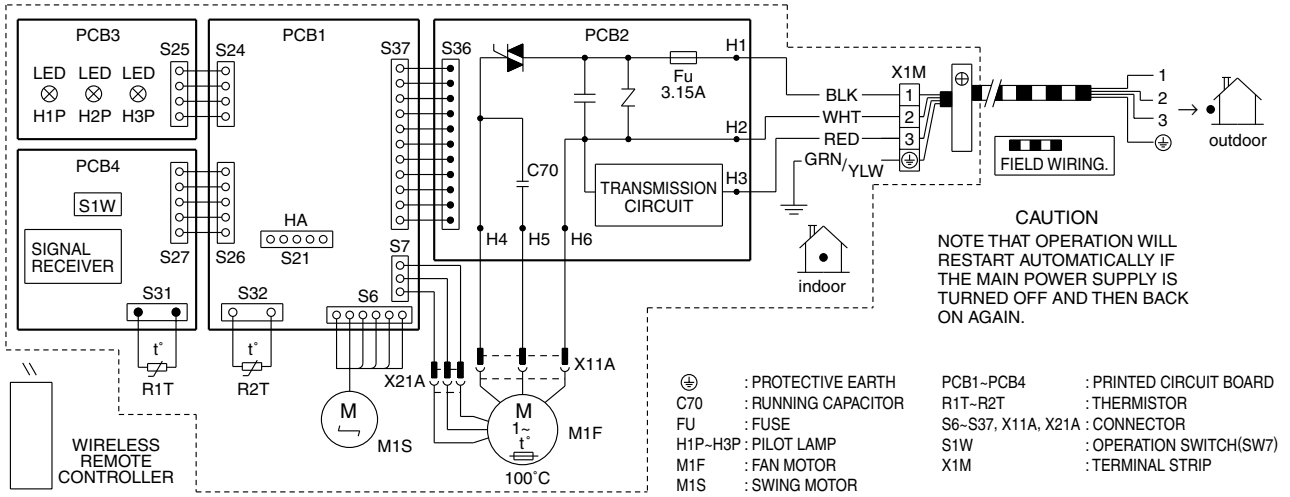 PCB3
S25
S24
PCB1
S37
S36
PCB2
H1
LED LED LED
H1P H2P H3P
Fu
3.15A
X1M
BLK
1
WHT
2
RED
3
GRN/YLW
H2
H3
1
2
3
outdoor
FIELD WIRING.
PCB4
S1W
SIGNAL
RECEIVER
S27
S26
HA
S21
S7
C70
TRANSMISSION
CIRCUIT
H4
H5
H6
indoor
CAUTION
NOTE THAT OPERATION WILL
RESTART AUTOMATICALLY IF
THE MAIN POWER SUPPLY IS
TURNED OFF AND THEN BACK
ON AGAIN.
S31
S32
S6
t°
R1T
t°
R2T
X21A
X11A
M
M1S
M
1~
t°
M1F
100°C
WIRELESS
REMOTE
CONTROLLER
: PROTECTIVE EARTH
C70 : RUNNING CAPACITOR
FU : FUSE
H1P~H3P : PILOT LAMP
M1F : FAN MOTOR
M1S : SWING MOTOR
PCB1~PCB4 : PRINTED CIRCUIT BOARD
R1T~R2T : THERMISTOR
S6~S37, X11A, X21A : CONNECTOR
S1W : OPERATION SWITCH(SW7)
X1M : TERMINAL STRIP